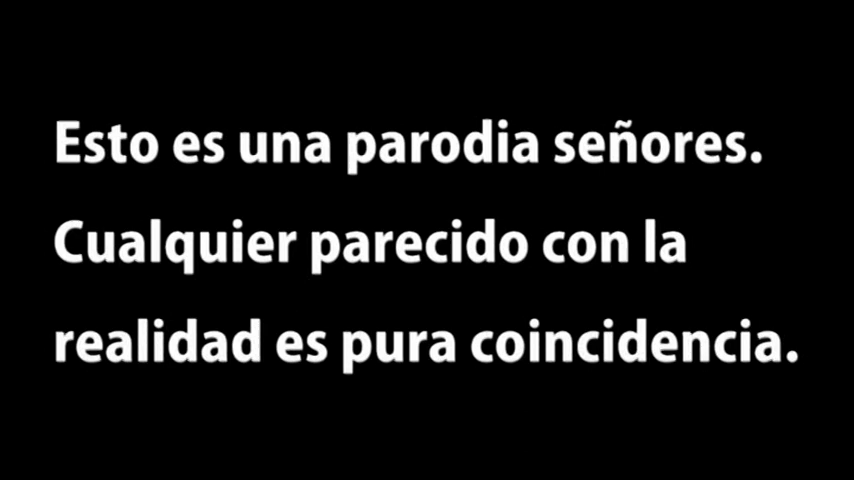 Esto es una parodia señores.
Cualquier parecido con la
realidad es pura coincidencia.